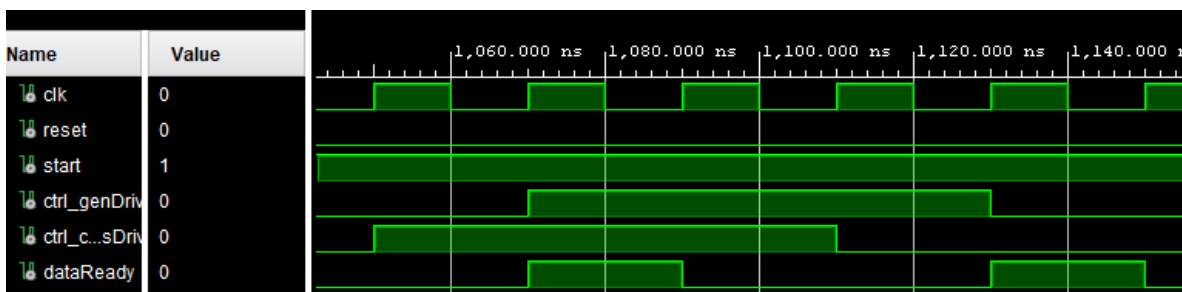 Name Value 1,060.000 ns 1,080.000 ns 1,100.000 ns 1,120.000 ns 1,140.000
clk 0
reset 0
start 1
ctrl_genDriv 0
ctrl_c...sDriv 0
dataReady 0